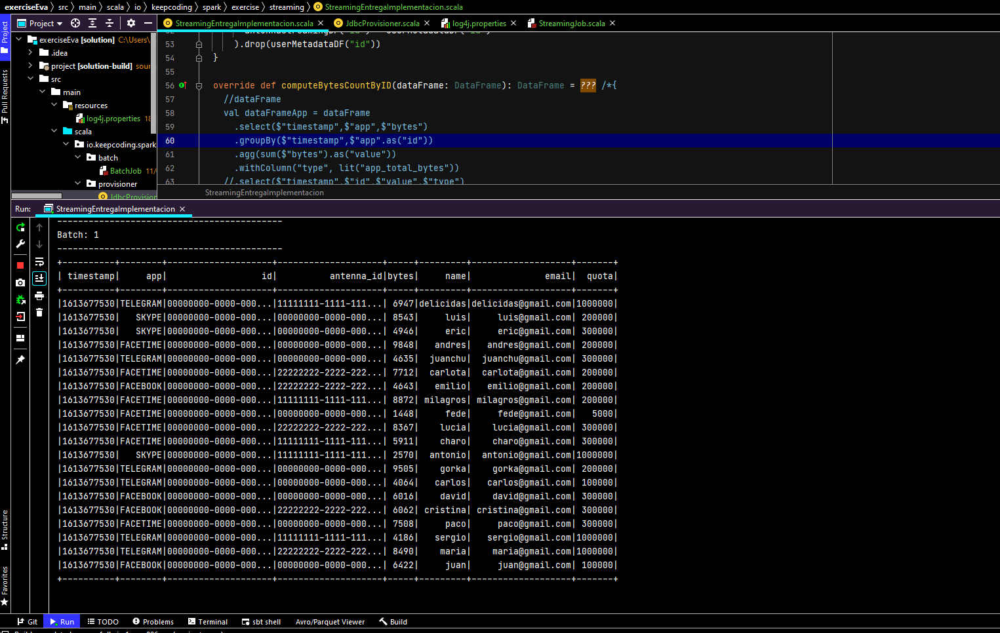 exerciseEva > src > main > scala > io > keepcoding > spark > exercise > streaming > StreamingEntregaImplementacion.scala
Project
StreamingEntregaImplementacion.scala × JdbcProvisioner.scala × log4j.properties × StreamingJob.scala ×
Project
Pull Requests
Structure
Favorites
exerciseEva [solution] C:\Users\
.idea
project [solution-build] sour
src
main
resources
log4j.properties 18
scala
io.keepcoding.spark
batch
BatchJob 11/
provisioner
JdbcProvision
53 ).drop(userMetadataDF("id"))
54 }
55
56 override def computeBytesCountByID(dataFrame: DataFrame): DataFrame = ??? /*{
57 //dataFrame
58 val dataFrameApp = dataFrame
59 .select($"timestamp",$"app",$"bytes")
60 .groupBy($"timestamp",$"app".as("id"))
61 .agg(sum($"bytes").as("value"))
62 .withColumn("type", lit("app_total_bytes"))
63 //.select($"timestamp",$"id",$"value",$"type")
StreamingEntregaImplementacion
Run: StreamingEntregaImplementacion ×
-------------------------------------------
Batch: 1
-------------------------------------------
+----------+--------+--------------------+--------------------+-----+---------+-------------------+-------+
| timestamp|     app|                  id|          antenna_id|bytes|     name|              email|  quota|
+----------+--------+--------------------+--------------------+-----+---------+-------------------+-------+
|1613677530|TELEGRAM|00000000-0000-000...|11111111-1111-111...| 6947|delicidas|delicidas@gmail.com|1000000|
|1613677530|   SKYPE|00000000-0000-000...|00000000-0000-000...| 8543|     luis|     luis@gmail.com| 200000|
|1613677530|   SKYPE|00000000-0000-000...|00000000-0000-000...| 4946|     eric|     eric@gmail.com| 300000|
|1613677530|FACETIME|00000000-0000-000...|00000000-0000-000...| 9848|   andres|   andres@gmail.com| 200000|
|1613677530|TELEGRAM|00000000-0000-000...|00000000-0000-000...| 4635|  juanchu|  juanchu@gmail.com| 300000|
|1613677530|FACETIME|00000000-0000-000...|22222222-2222-222...| 7712|  carlota|  carlota@gmail.com| 200000|
|1613677530|FACEBOOK|00000000-0000-000...|22222222-2222-222...| 4643|   emilio|   emilio@gmail.com| 200000|
|1613677530|FACETIME|00000000-0000-000...|11111111-1111-111...| 8872| milagros| milagros@gmail.com| 200000|
|1613677530|FACETIME|00000000-0000-000...|00000000-0000-000...| 1448|     fede|     fede@gmail.com|   5000|
|1613677530|FACETIME|00000000-0000-000...|22222222-2222-222...| 8367|    lucia|    lucia@gmail.com| 300000|
|1613677530|FACETIME|00000000-0000-000...|11111111-1111-111...| 5911|    charo|    charo@gmail.com| 300000|
|1613677530|   SKYPE|00000000-0000-000...|11111111-1111-111...| 2570|  antonio|  antonio@gmail.com|1000000|
|1613677530|TELEGRAM|00000000-0000-000...|00000000-0000-000...| 9505|    gorka|    gorka@gmail.com| 200000|
|1613677530|TELEGRAM|00000000-0000-000...|00000000-0000-000...| 4064|   carlos|   carlos@gmail.com| 100000|
|1613677530|FACEBOOK|00000000-0000-000...|00000000-0000-000...| 6016|    david|    david@gmail.com| 300000|
|1613677530|FACEBOOK|00000000-0000-000...|22222222-2222-222...| 6062| cristina| cristina@gmail.com| 300000|
|1613677530|FACETIME|00000000-0000-000...|00000000-0000-000...| 7508|     paco|     paco@gmail.com| 300000|
|1613677530|TELEGRAM|00000000-0000-000...|11111111-1111-111...| 4186|   sergio|   sergio@gmail.com|1000000|
|1613677530|TELEGRAM|00000000-0000-000...|22222222-2222-222...| 8490|    maria|    maria@gmail.com|1000000|
|1613677530|FACEBOOK|00000000-0000-000...|00000000-0000-000...| 6422|     juan|     juan@gmail.com| 100000|
+----------+--------+--------------------+--------------------+-----+---------+-------------------+-------+
Git Run TODO Problems Terminal sbt shell Avro/Parquet Viewer Build